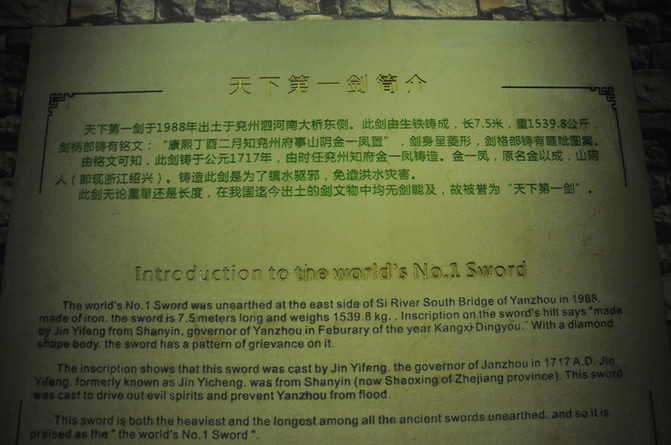 天下第一剑简介
天下第一剑于1988年出土于兖州泗河南大桥东侧。此剑由生铁铸成，长7.5米，重1539.8公斤，
剑柄部铸有铭文：“康熙丁酉二月知兖州府事山阴金一凤置”，剑身呈菱形，剑格部铸有睚眦图案。
由铭文可知，此剑铸于公元1717年，由时任兖州知府金一凤铸造。金一凤，原名金以成，山阴
人（即现浙江绍兴）。铸造此剑是为了镇水驱邪，免遭洪水灾害。
此剑无论重量还是长度，在我国迄今出土的剑文物中均无剑能及，故被誉为“天下第一剑”。
Introduction to the world's No.1 Sword
The world's No.1 Sword was unearthed at the east side of Si River South Bridge of Yanzhou in 1988,
made of iron, the sword is 7.5 meters long and weighs 1539.8 kg. . Inscription on the sword's hilt says "made
by Jin Yifeng from Shanyin, governor of Yanzhou in Feburary of the year Kangxi-Dingyou." With a diamond
shape body, the sword has a pattern of grievance on it.
The inscription shows that this sword was cast by Jin Yifeng, the governor of Janzhou in 1717 A.D. Jin
Yifeng, formerly known as Jin Yicheng, was from Shanyin (now Shaoxing of Zhejiang province). This sword
was cast to drive out evil spirits and prevent Yanzhou from flood.
This sword is both the heaviest and the longest among all the ancient swords unearthed, and so it is
praised as the " the world's No.1 Sword ".